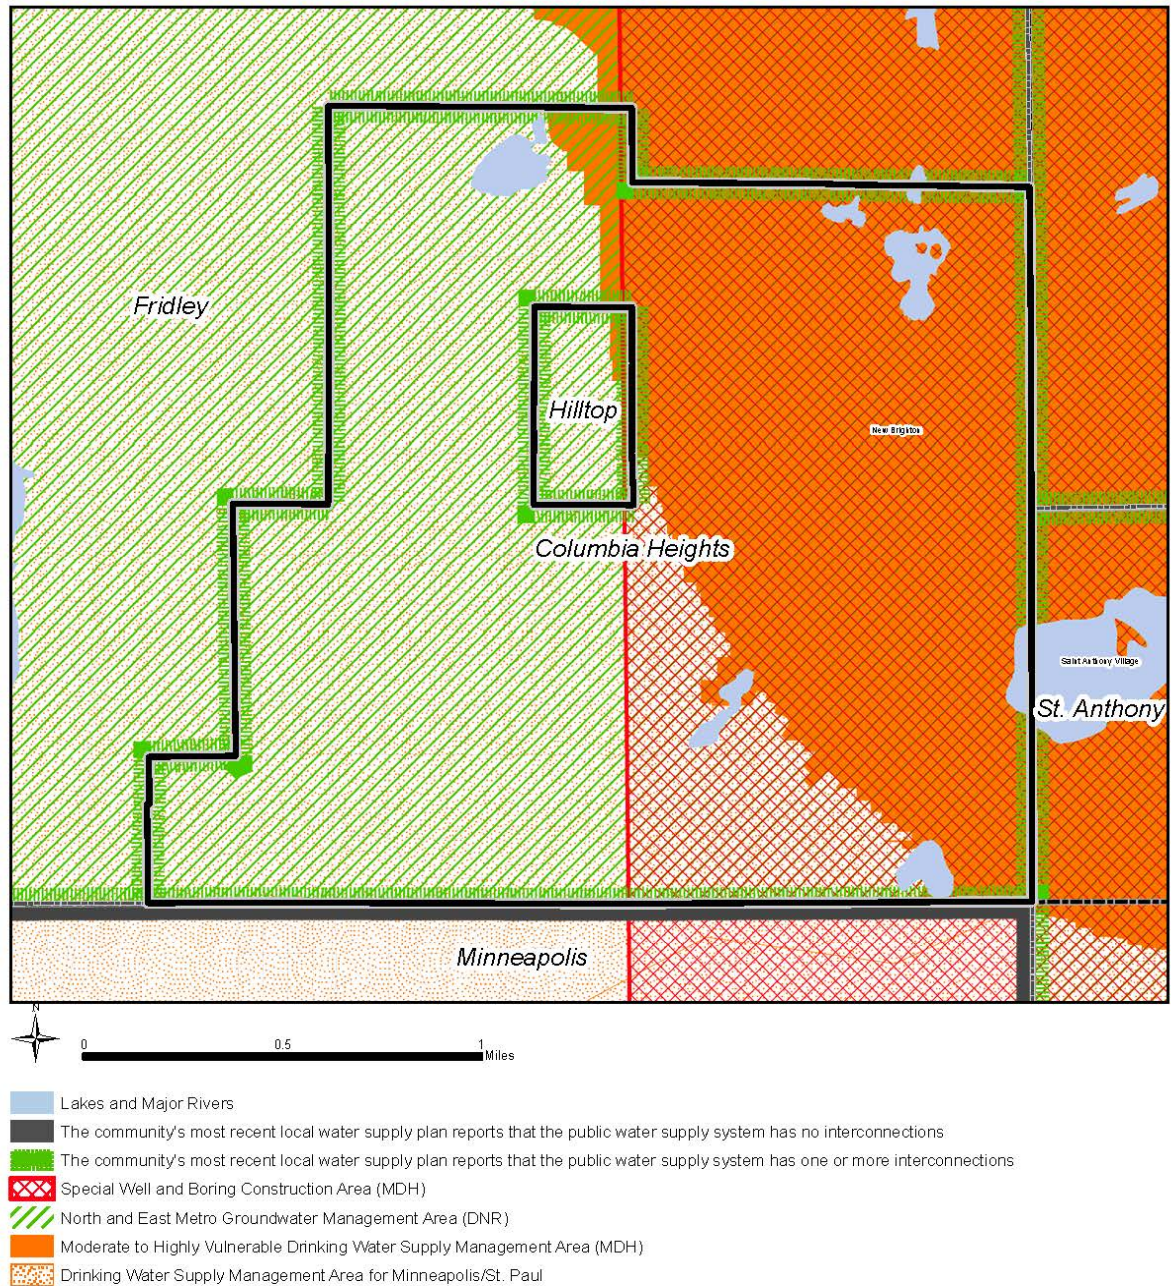 Fridley
Hilltop
New Brighton
Columbia Heights
Saint Anthony Village
St. Anthony
Minneapolis
N
0 0.5 1
Miles
Lakes and Major Rivers
The community's most recent local water supply plan reports that the public water supply system has no interconnections
The community's most recent local water supply plan reports that the public water supply system has one or more interconnections
Special Well and Boring Construction Area (MDH)
North and East Metro Groundwater Management Area (DNR)
Moderate to Highly Vulnerable Drinking Water Supply Management Area (MDH)
Drinking Water Supply Management Area for Minneapolis/St. Paul